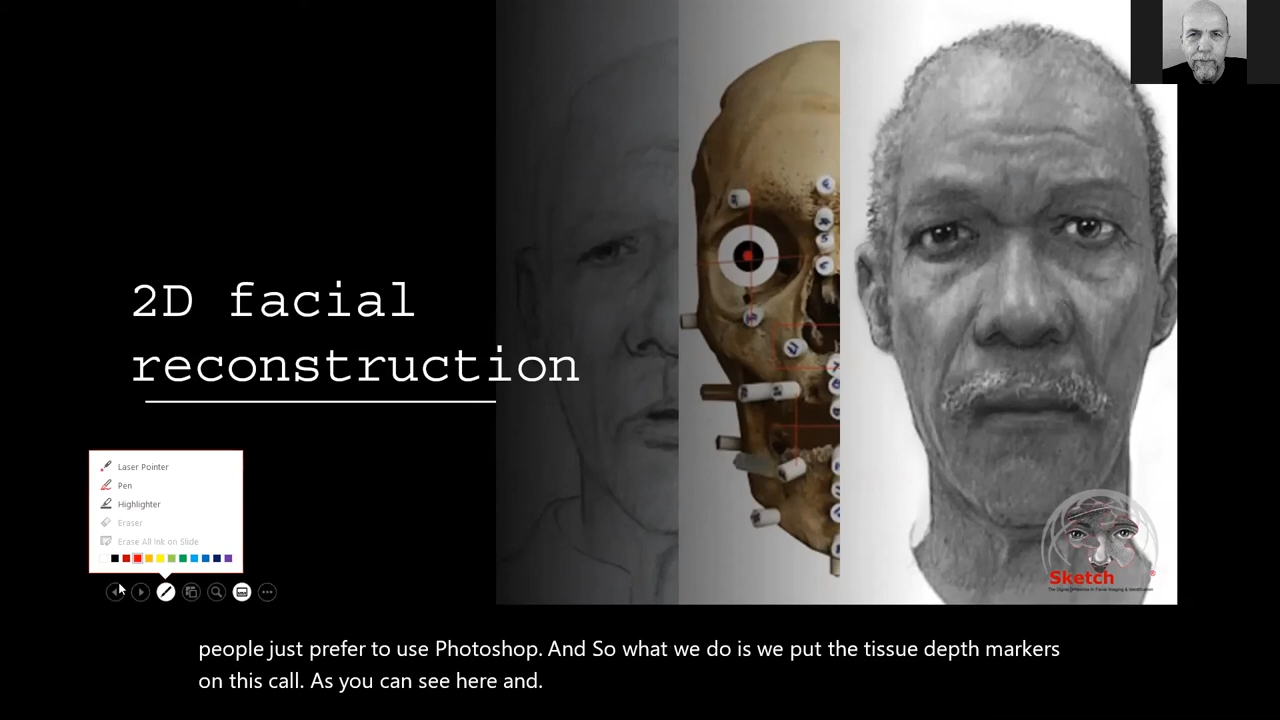 2D facial
reconstruction
Laser Pointer
Pen
Highlighter
Eraser
Erase All Ink on Slide
Sketch
people just prefer to use Photoshop. And So what we do is we put the tissue depth markers
on this call. As you can see here and.